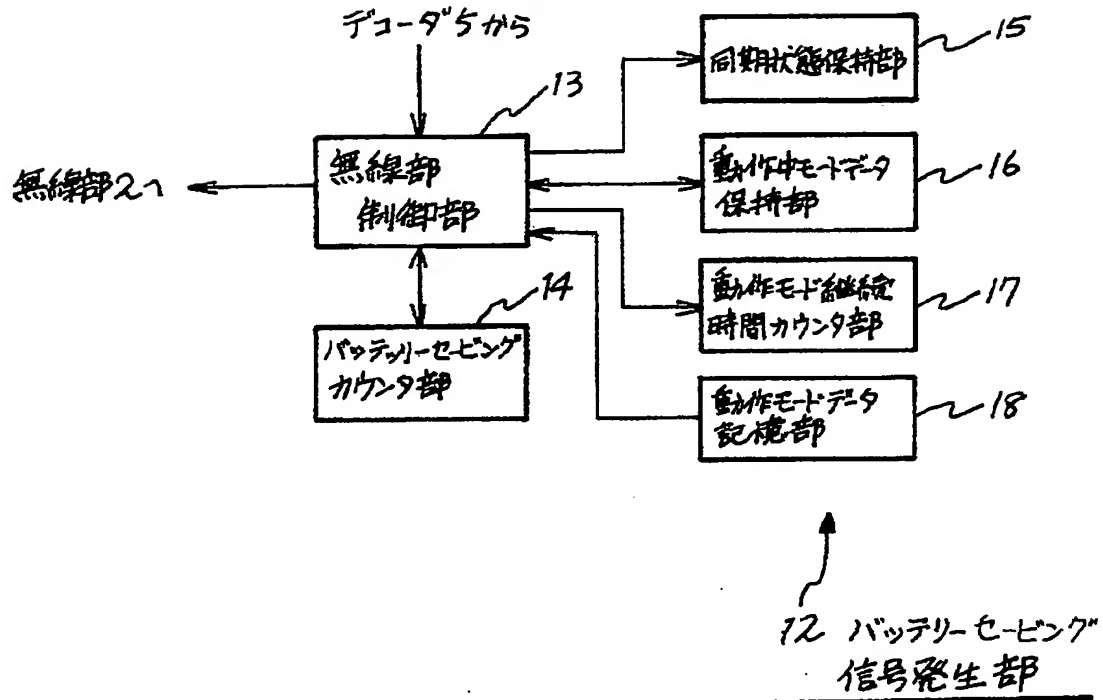 デコーダ5から
15
同期状態保持部
13
無線部
制御部
無線部2へ
動作中モードデータ
保持部
16
14
バッテリーセービング
カウンタ部
動作モード継続
時間カウンタ部
17
動作モードデータ
記憶部
18
12 バッテリーセービング
信号発生部